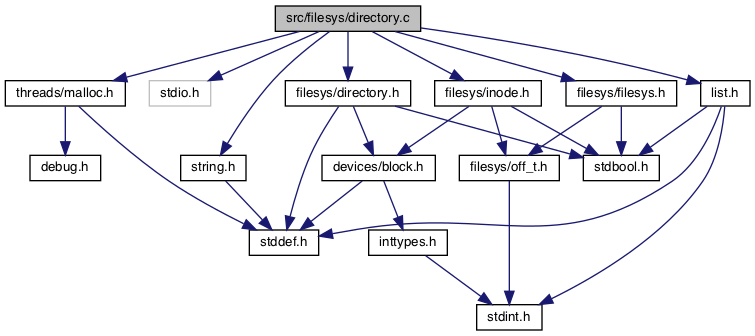 src/filesys/directory.c
threads/malloc.h
stdio.h
filesys/directory.h
filesys/inode.h
filesys/filesys.h
list.h
debug.h
string.h
devices/block.h
filesys/off_t.h
stdbool.h
stddef.h
inttypes.h
stdint.h